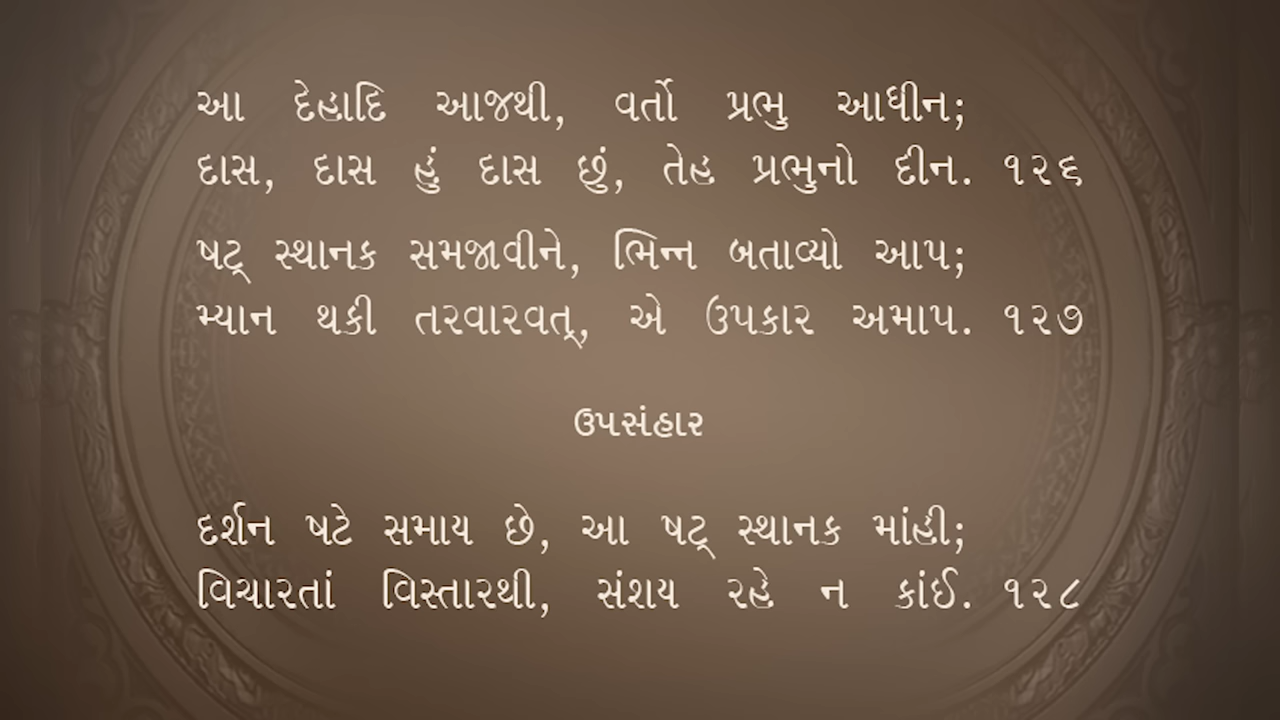 આ દેહાદિ આજથી, વર્તો પ્રભુ આધીન;
દાસ, દાસ હું દાસ છું, તેહ પ્રભુનો દીન. ૧૨૬
ષટ્ સ્થાનક સમજાવીને, ભિન્ન બતાવ્યો આપ;
મ્યાન થકી તરવારવત્, એ ઉપકાર અમાપ. ૧૨૭
ઉપસંહાર
દર્શન ષટે સમાય છે, આ ષટ્ સ્થાનક માંહી;
વિચારતાં વિસ્તારથી, સંશય રહે ન કાંઈ. ૧૨૮